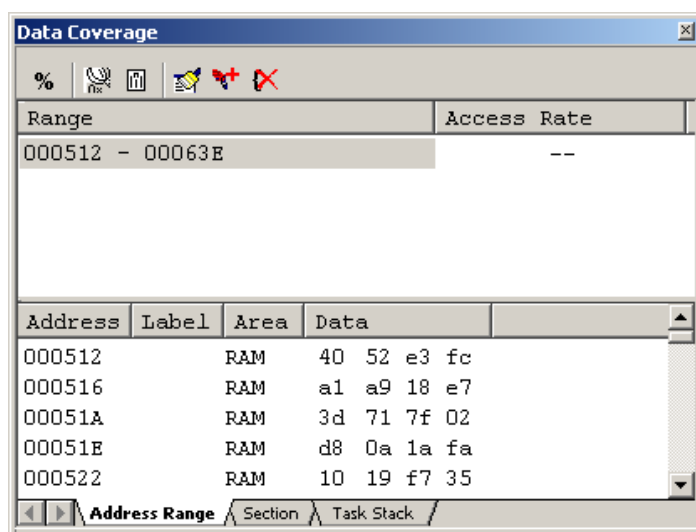 Data Coverage
%
Range Access Rate
000512 - 00063E --
Address Label Area Data
000512 RAM 40 52 e3 fc
000516 RAM a1 a9 18 e7
00051A RAM 3d 71 7f 02
00051E RAM d8 0a 1a fa
000522 RAM 10 19 f7 35
Address Range Section Task Stack